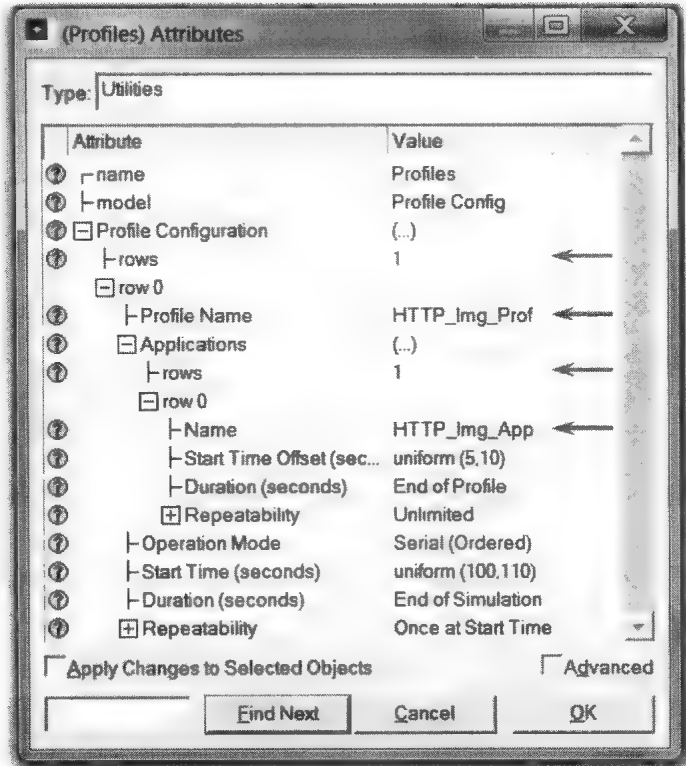 (Profiles) Attributes
Type: Utilities
Attribute Value
name Profiles
model Profile Config
Profile Configuration (...)
rows 1
row 0
Profile Name HTTP_Img_Prof
Applications (...)
rows 1
row 0
Name HTTP_Img_App
Start Time Offset (sec... uniform (5,10)
Duration (seconds) End of Profile
Repeatability Unlimited
Operation Mode Serial (Ordered)
Start Time (seconds) uniform (100,110)
Duration (seconds) End of Simulation
Repeatability Once at Start Time
Apply Changes to Selected Objects Advanced
Find Next Cancel OK